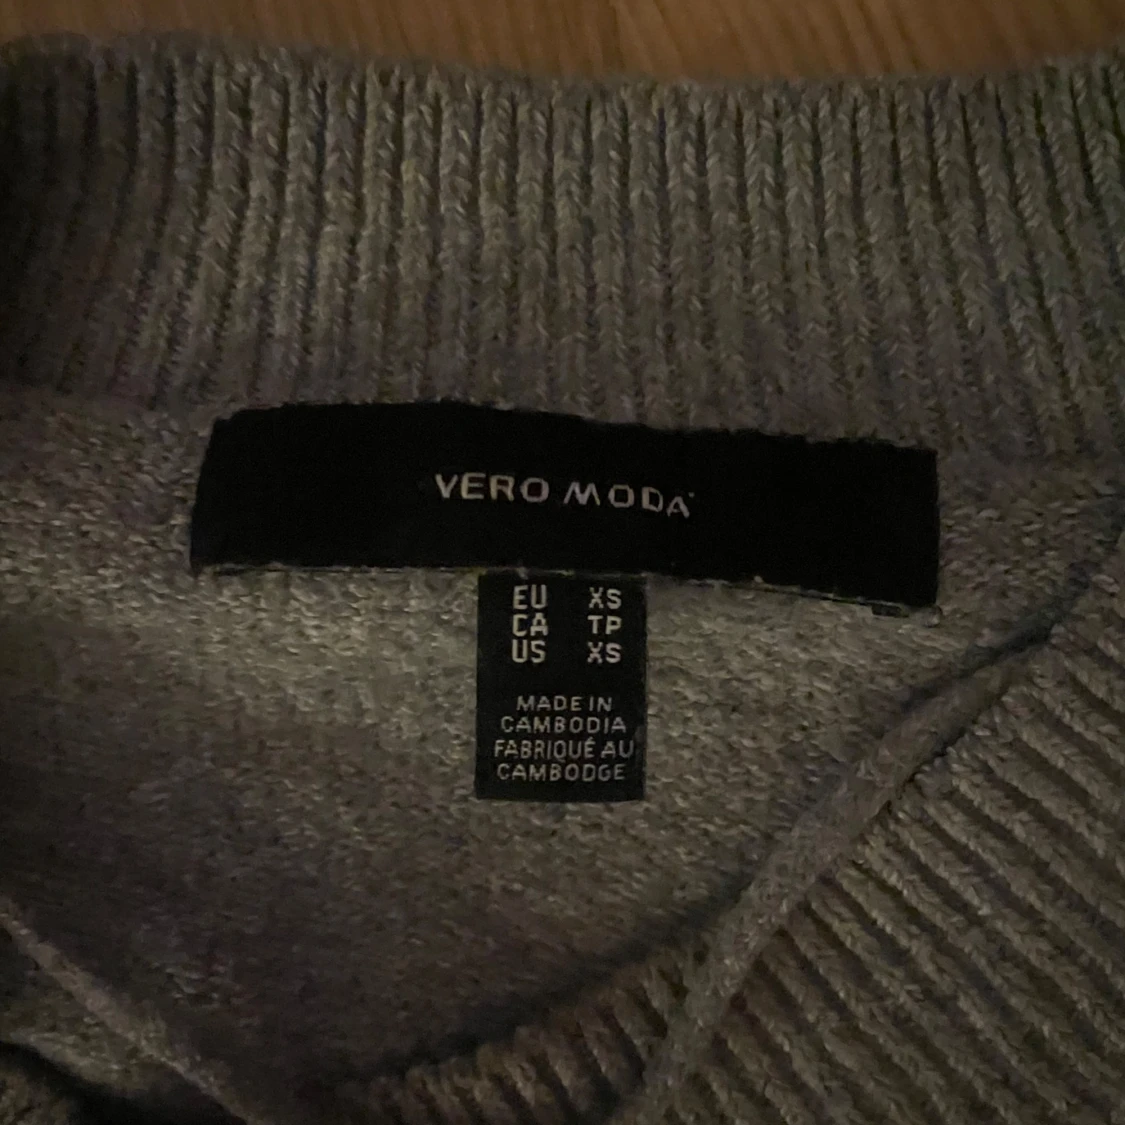 VERO MODA
EU XS
CA TP
US XS
MADE IN
CAMBODIA
FABRIQUÉ AU
CAMBODGE